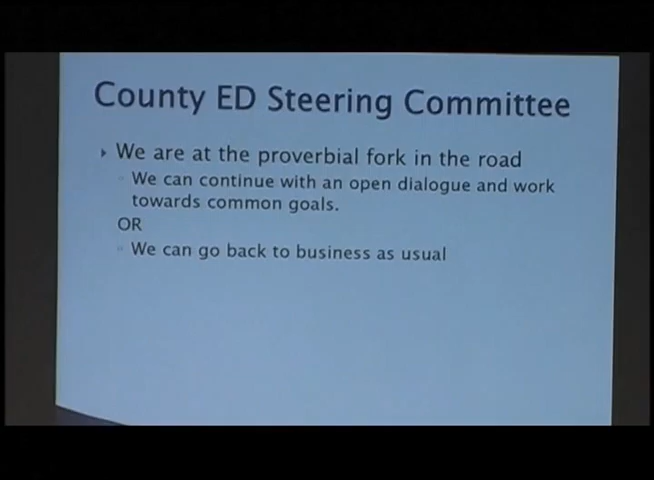 County ED Steering Committee
We are at the proverbial fork in the road
We can continue with an open dialogue and work
towards common goals.
OR
We can go back to business as usual